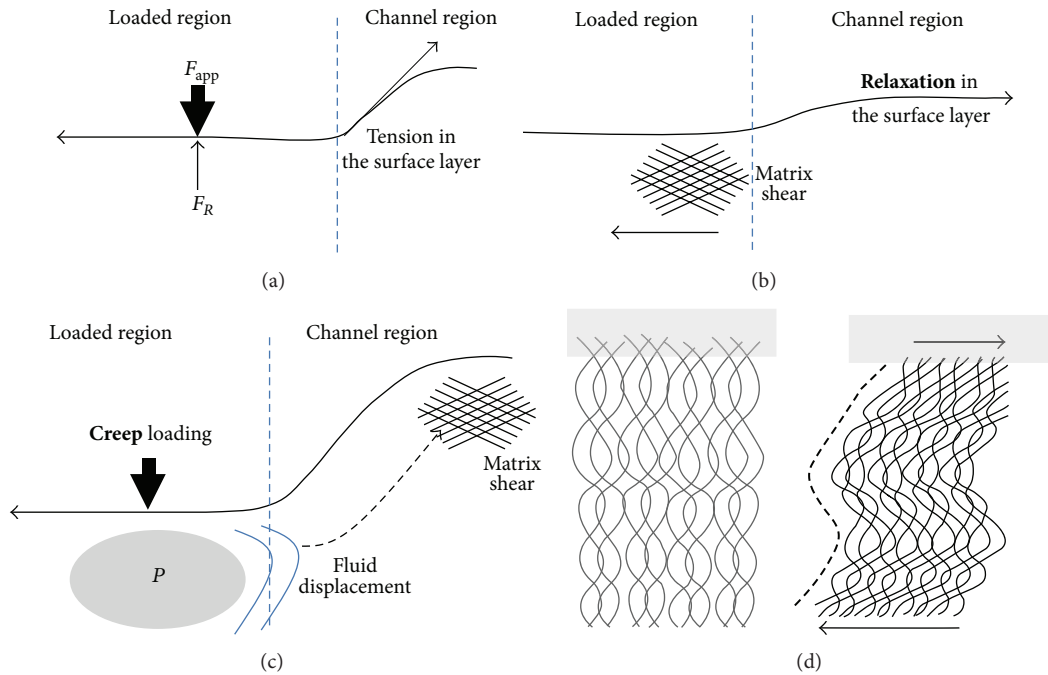 Loaded region
Channel region
F_app
F_R
Tension in
the surface layer
(a)
Loaded region
Channel region
Relaxation in
the surface layer
Matrix
shear
(b)
Loaded region
Channel region
Creep loading
P
Fluid
displacement
Matrix
shear
(c)
(d)